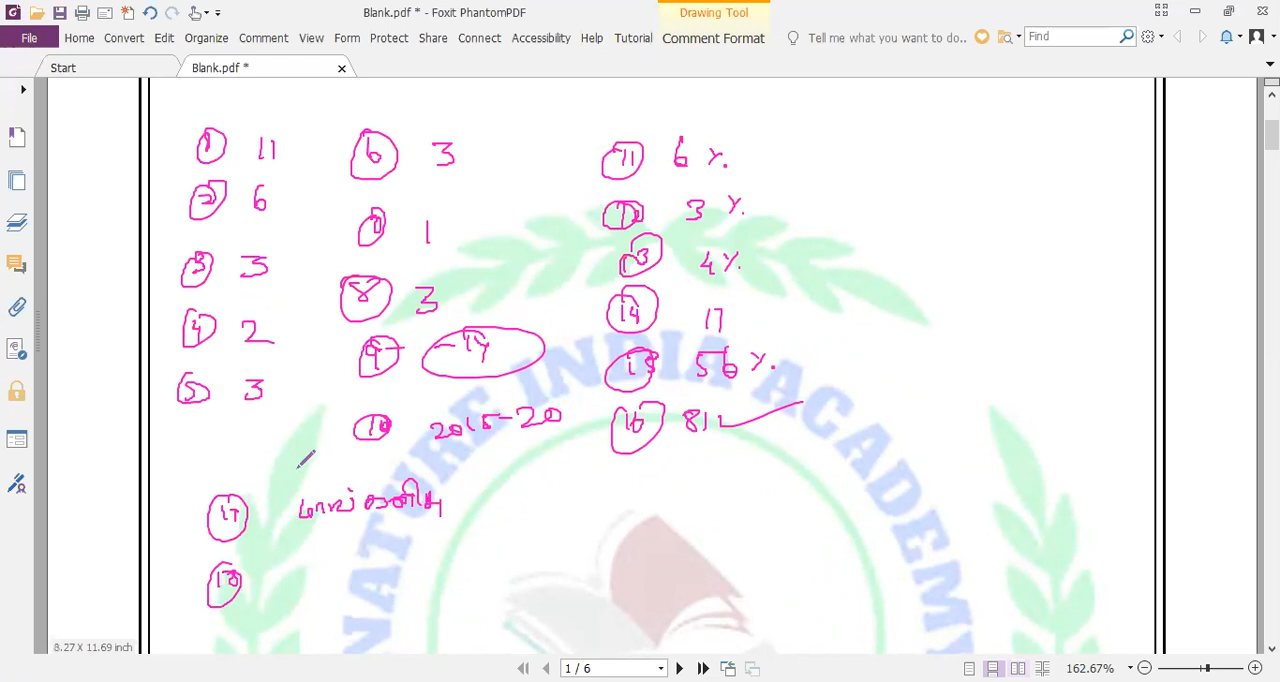 Blank.pdf * - Foxit PhantomPDF
Drawing Tool
File Home Convert Edit Organize Comment View Form Protect Share Connect Accessibility Help Tutorial Comment Format Tell me what you want to do.. Find
Start Blank.pdf *
1 11
2 6
3 3
4 2
5 3
6 3
7 1
8 3
9 14
10 2015-20
11 6 %
12 3 %
13 4 %
14 17
15 56 %
16 812
17
18
NATURE INDIA ACADEMY
8.27 x 11.69 inch
1 / 6
162.67%